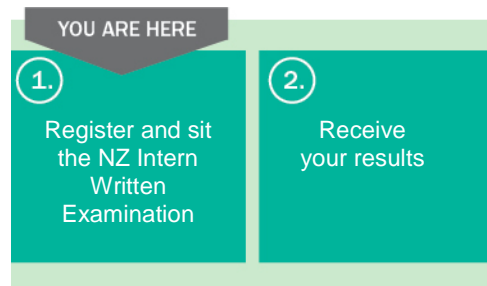 YOU ARE HERE
1.
Register and sit
the NZ Intern
Written
Examination
2.
Receive
your results